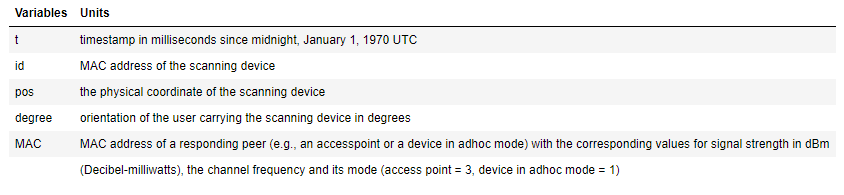 Variables Units
t timestamp in milliseconds since midnight, January 1, 1970 UTC
id MAC address of the scanning device
pos the physical coordinate of the scanning device
degree orientation of the user carrying the scanning device in degrees
MAC MAC address of a responding peer (e.g., an accesspoint or a device in adhoc mode) with the corresponding values for signal strength in dBm
(Decibel-milliwatts), the channel frequency and its mode (access point = 3, device in adhoc mode = 1)